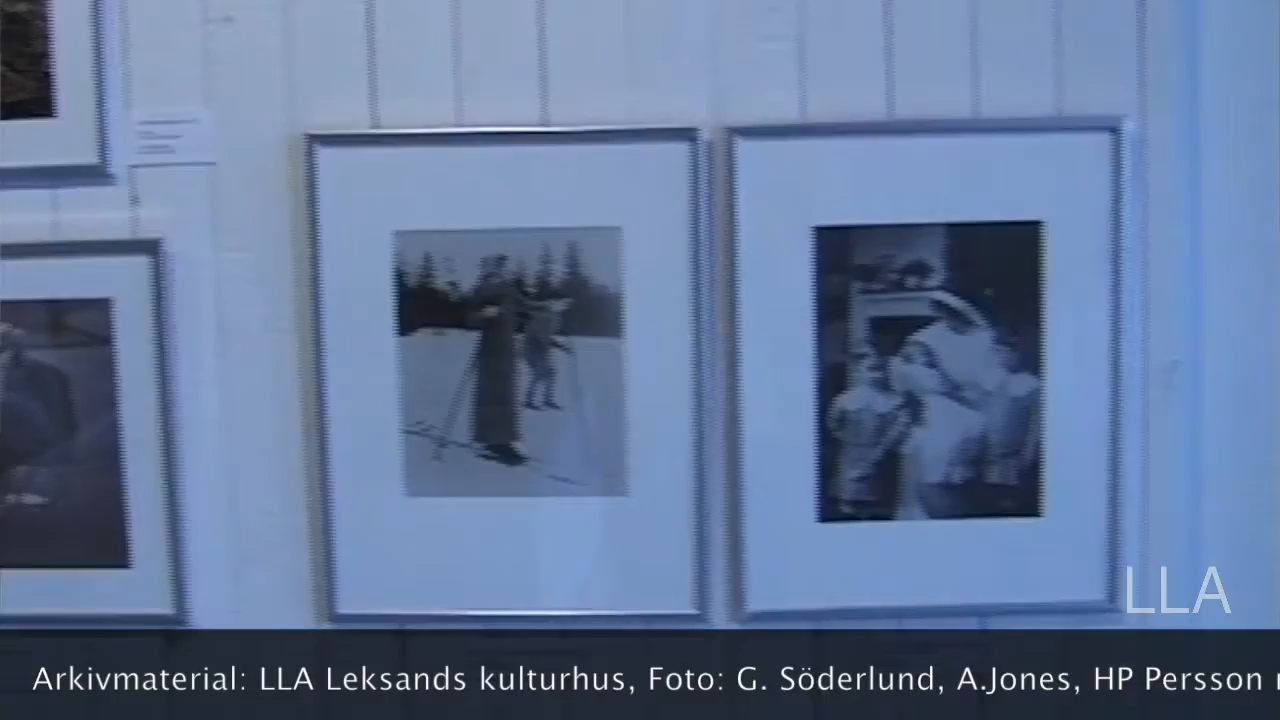 LLA
Arkivmaterial: LLA Leksands kulturhus, Foto: G. Söderlund, A.Jones, HP Persson